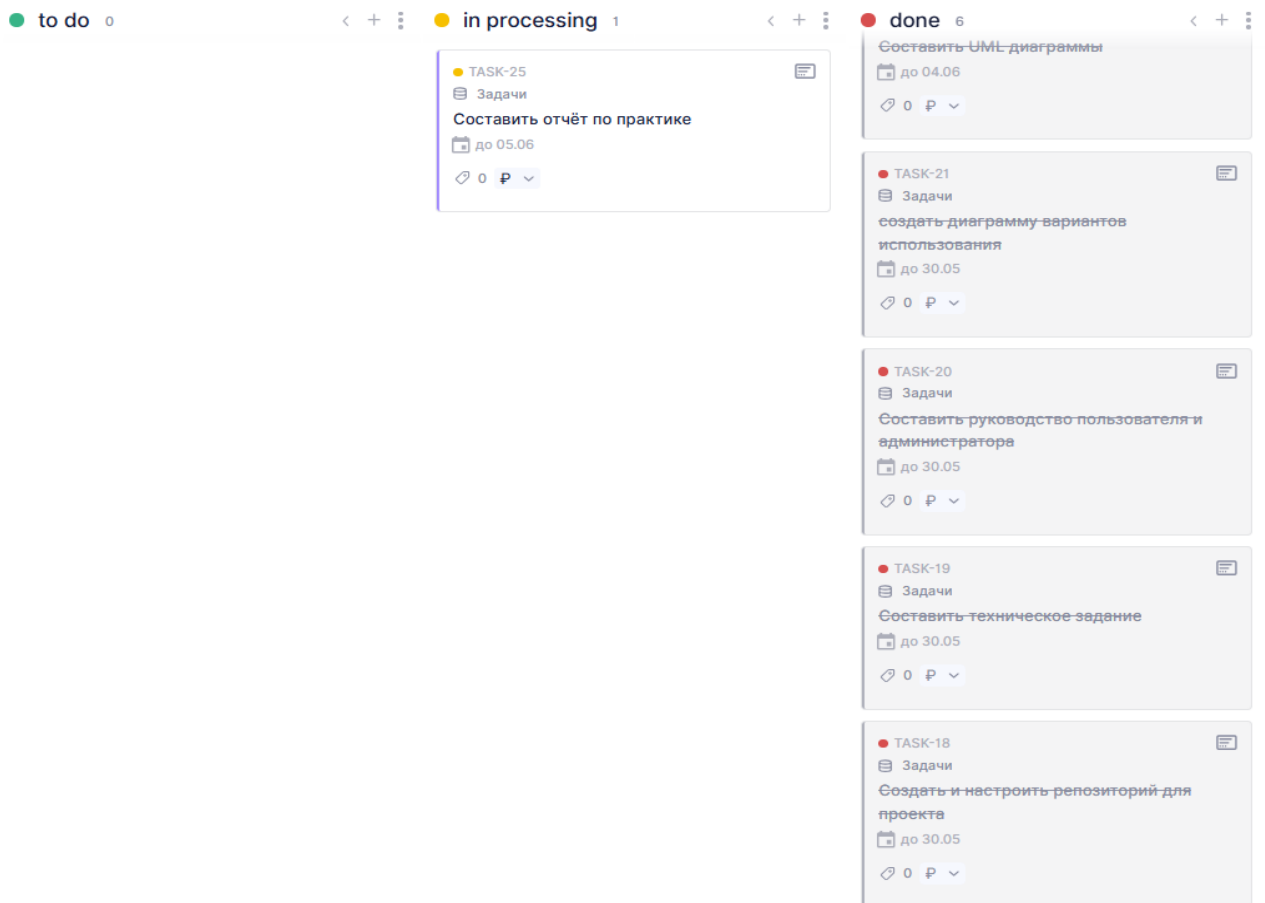 to do 0
in processing 1
TASK-25
Задачи
Составить отчёт по практике
до 05.06
0 ₽
done 6
Составить UML диаграммы
до 04.06
0 ₽
TASK-21
Задачи
создать диаграмму вариантов
использования
до 30.05
0 ₽
TASK-20
Задачи
Составить руководство пользователя и
администратора
до 30.05
0 ₽
TASK-19
Задачи
Составить техническое задание
до 30.05
0 ₽
TASK-18
Задачи
Создать и настроить репозиторий для
проекта
до 30.05
0 ₽